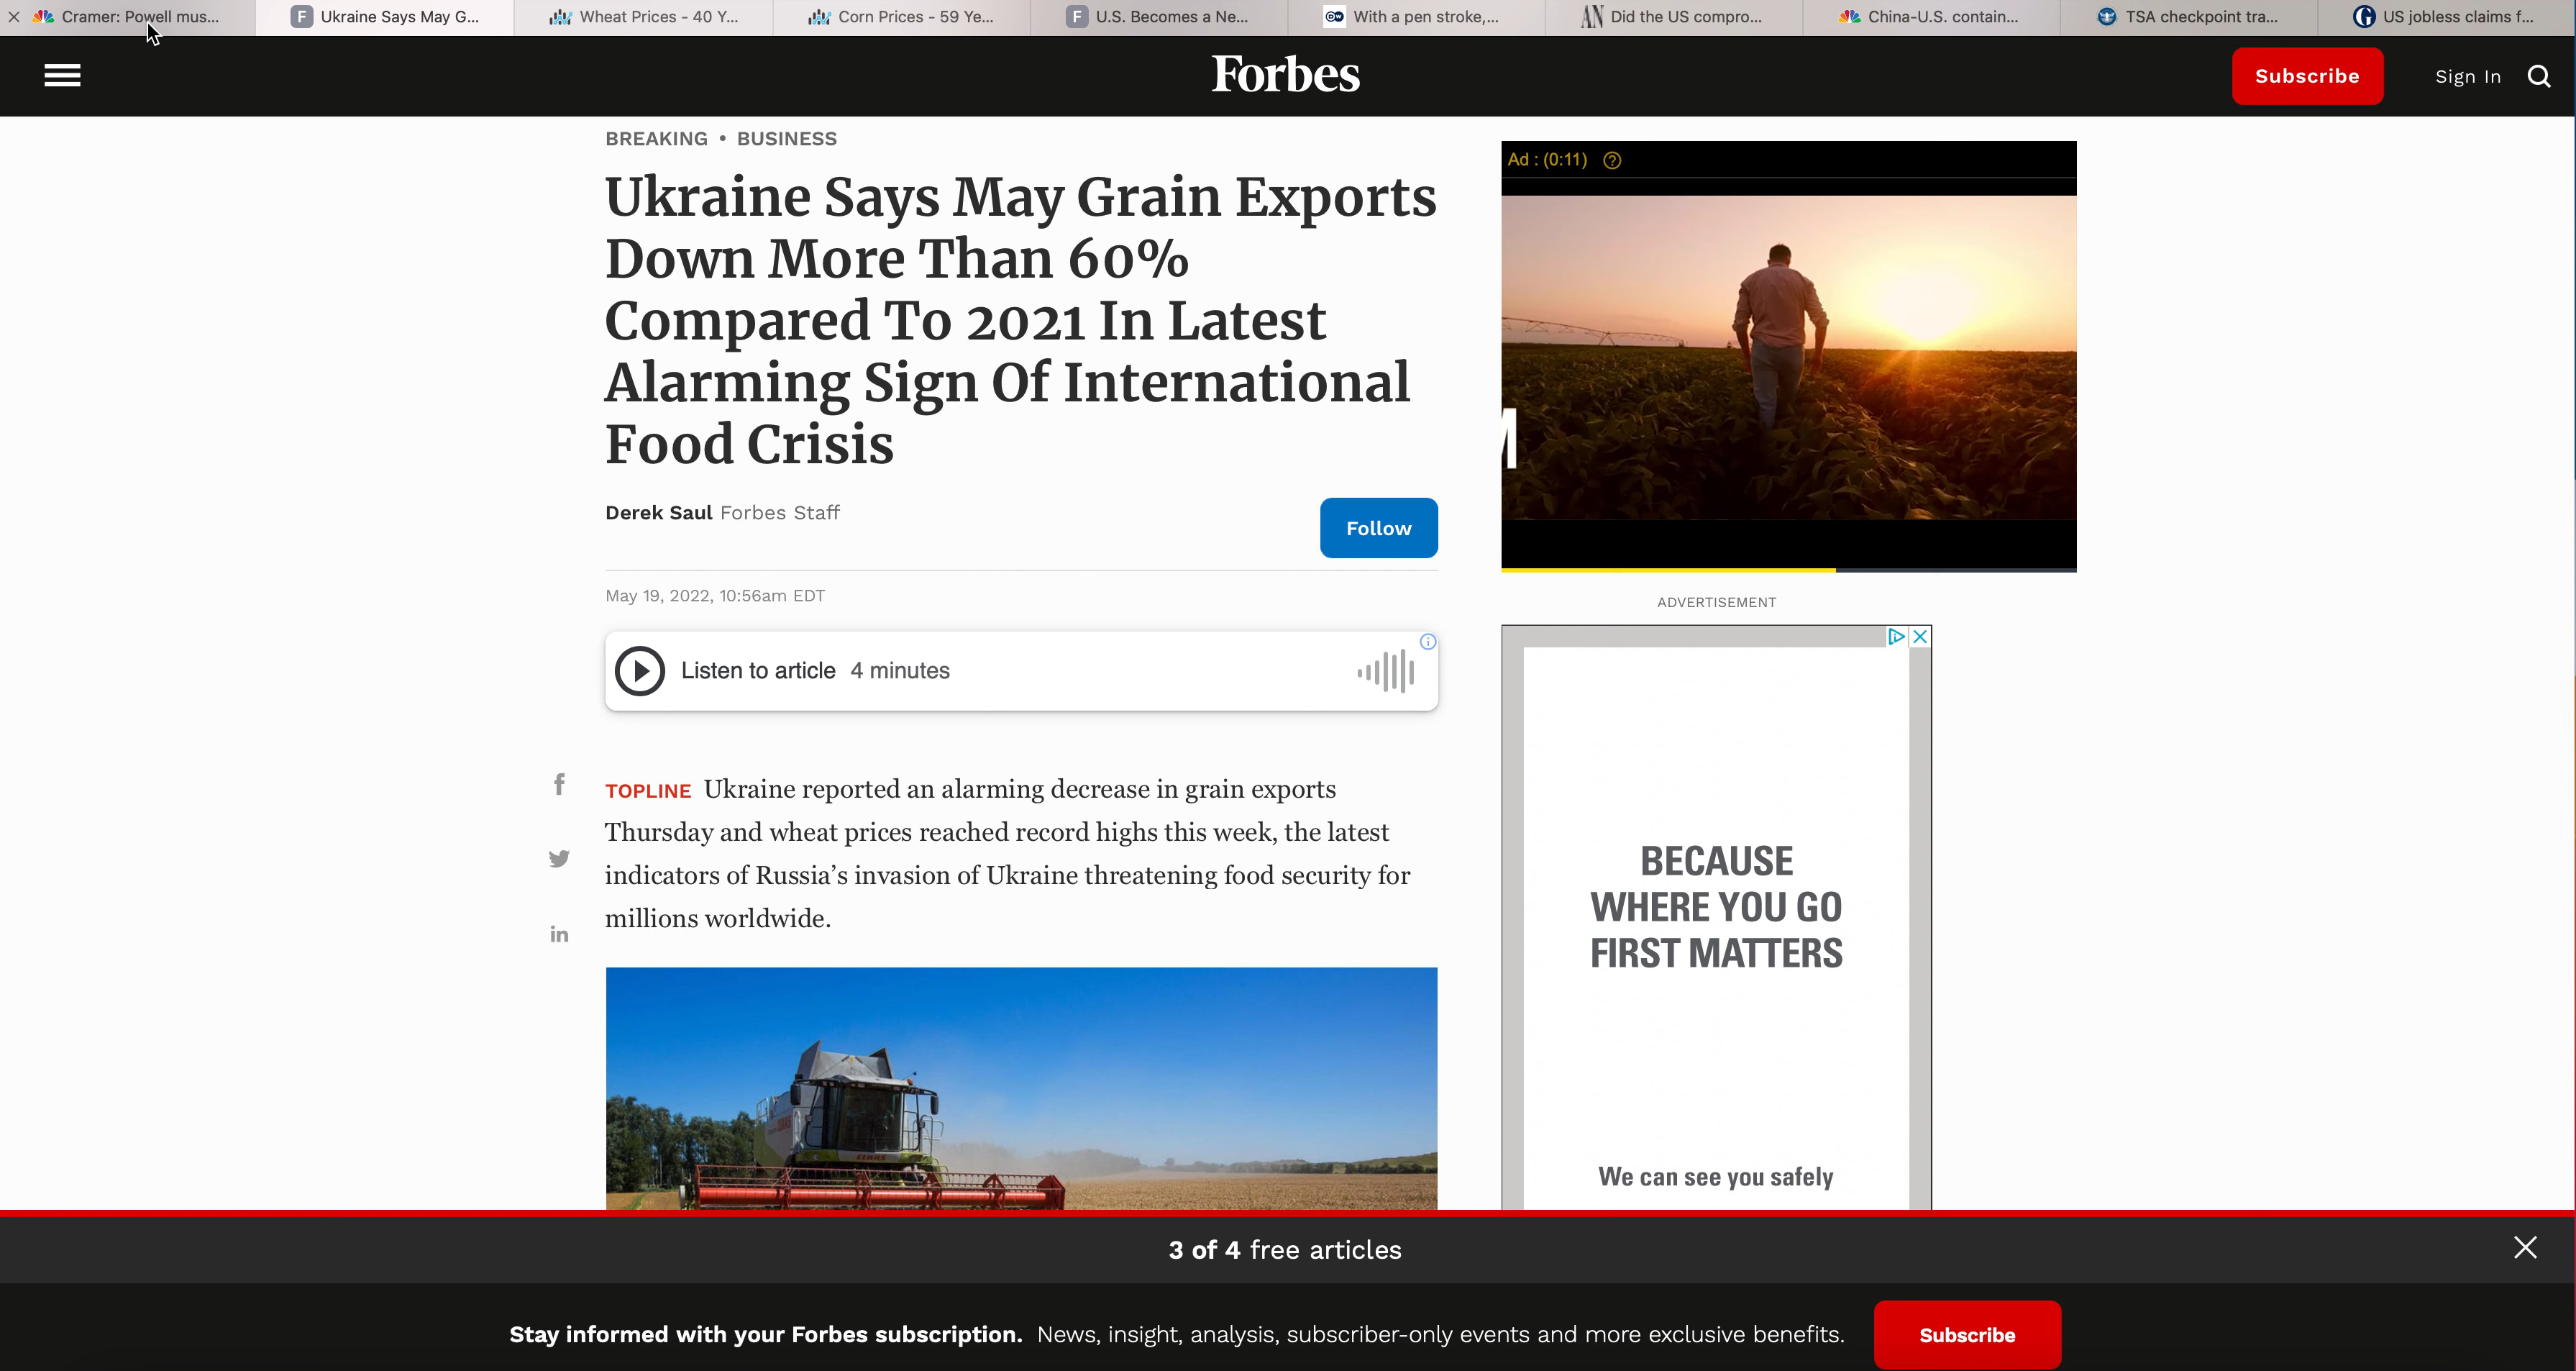 Cramer: Powell mus...
Ukraine Says May G...
Wheat Prices - 40 Y...
Corn Prices - 59 Ye...
U.S. Becomes a Ne...
With a pen stroke,...
Did the US compro...
China-U.S. contain...
TSA checkpoint tra...
US jobless claims f...
Forbes
Subscribe
Sign In
BREAKING • BUSINESS
Ukraine Says May Grain Exports
Down More Than 60%
Compared To 2021 In Latest
Alarming Sign Of International
Food Crisis
Derek Saul Forbes Staff
Follow
May 19, 2022, 10:56am EDT
Listen to article 4 minutes
TOPLINE Ukraine reported an alarming decrease in grain exports
Thursday and wheat prices reached record highs this week, the latest
indicators of Russia’s invasion of Ukraine threatening food security for
millions worldwide.
CLAAS
Ad : (0:11)
M
ADVERTISEMENT
BECAUSE
WHERE YOU GO
FIRST MATTERS
We can see you safely
3 of 4 free articles
Stay informed with your Forbes subscription. News, insight, analysis, subscriber-only events and more exclusive benefits.
Subscribe